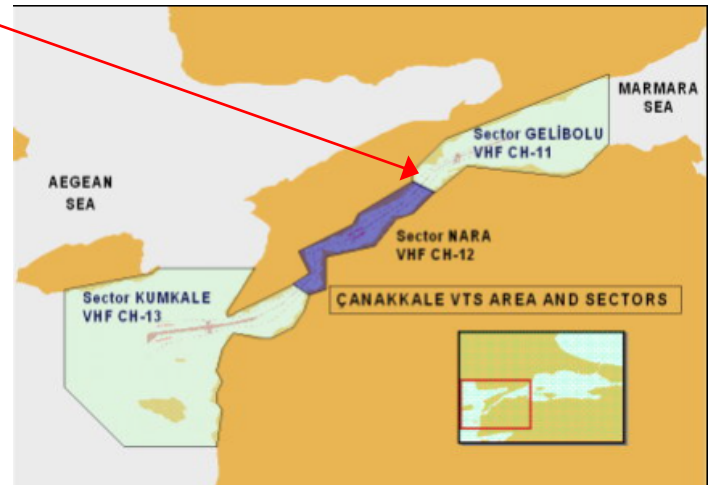 MARMARA
SEA
Sector GELİBOLU
VHF CH-11
AEGEAN
SEA
Sector NARA
VHF CH-12
Sector KUMKALE
VHF CH-13
ÇANAKKALE VTS AREA AND SECTORS